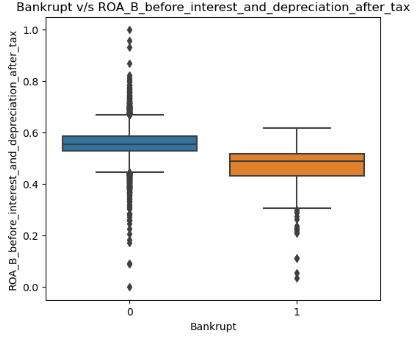 Bankrupt v/s ROA_B_before_interest_and_depreciation_after_tax
ROA_B_before_interest_and_depreciation_after_tax
1.0
0.8
0.6
0.4
0.2
0.0
0 1
Bankrupt